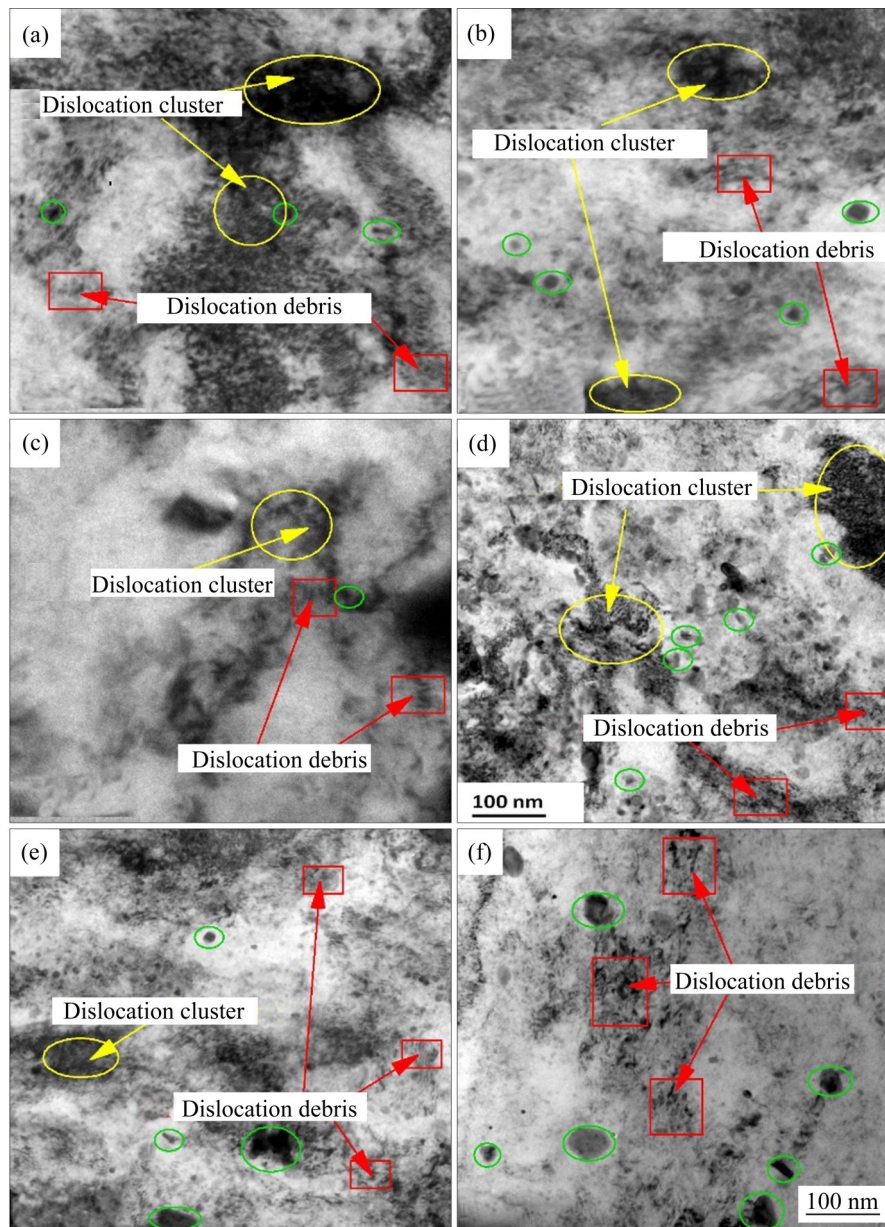 (a)
Dislocation cluster
Dislocation debris
(b)
Dislocation cluster
Dislocation debris
(c)
Dislocation cluster
Dislocation debris
(d)
Dislocation cluster
Dislocation debris
100 nm
(e)
Dislocation cluster
Dislocation debris
(f)
Dislocation debris
100 nm